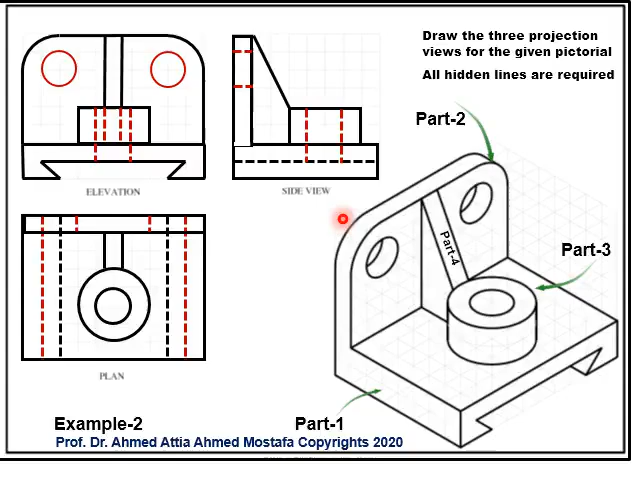 Draw the three projection
views for the given pictorial
All hidden lines are required
Part-2
ELEVATION
SIDE VIEW
Part-4
Part-3
PLAN
Example-2
Part-1
Prof. Dr. Ahmed Attia Ahmed Mostafa Copyrights 2020